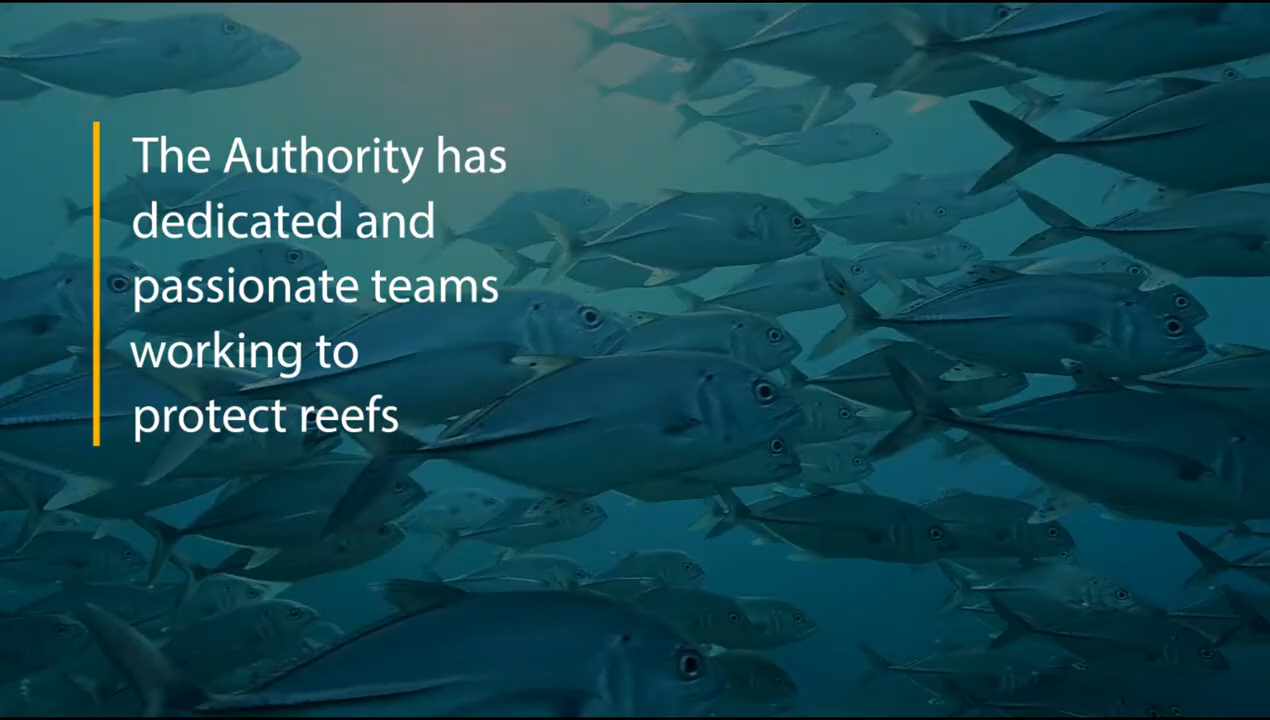 The Authority has
dedicated and
passionate teams
working to
protect reefs